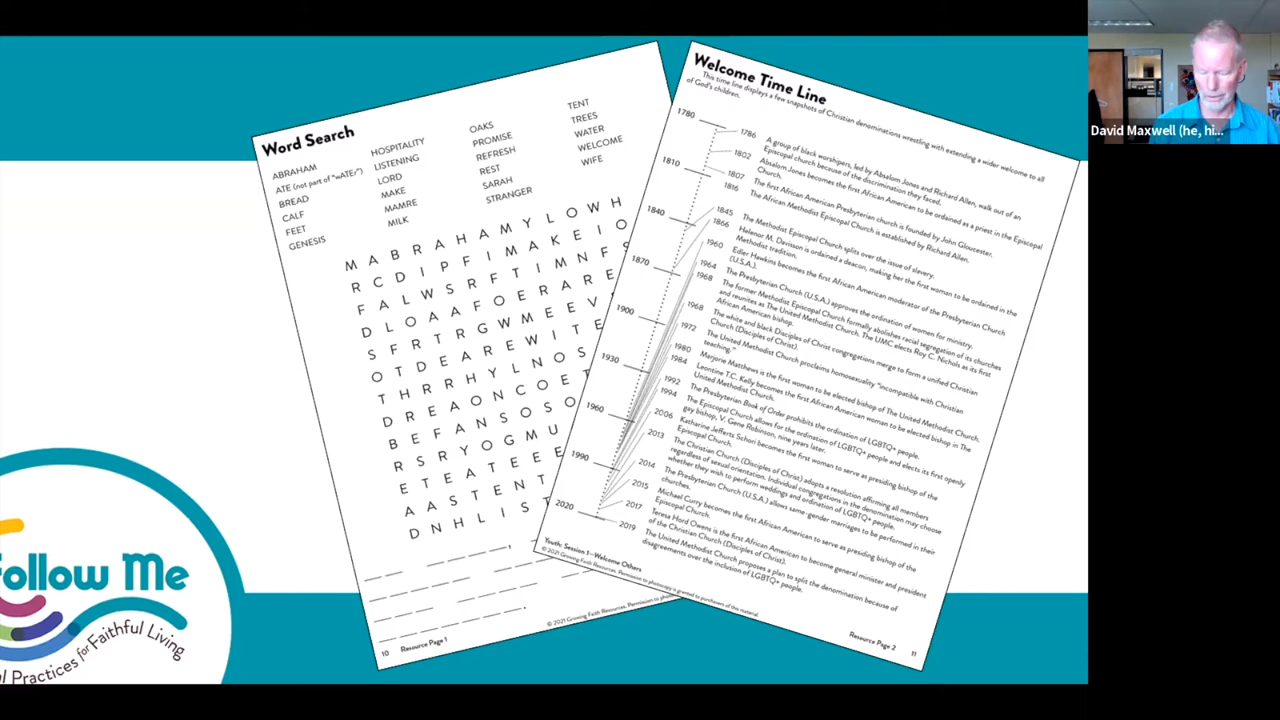 Word Search
ABRAHAM
ATE (not part of "wATEr")
BREAD
CALF
FEET
GENESIS
HOSPITALITY
LISTENING
LORD
MAKE
MAMRE
MILK
OAKS
PROMISE
REFRESH
REST
SARAH
STRANGER
TENT
TREES
WATER
WELCOME
WIFE
M A B R A H A M Y L O W H
R C D I P F I M A K E I O
F A L W S R F T I M N F S
D L O A A F O E R A R E
S F R T R G W M E E V
O T D E A R E W I T E
T H R R H Y L N O S
D R E A O N C O E T
B E F A N S O S O
R S R Y O G M U
E T E A T E E E
A A S T E N T
D N H L I S T
© 2021 Growing Faith Resources. Permission to
10 Resource Page 1
Welcome Time Line
This time line displays a few snapshots of Christian denominations wrestling with extending a wider welcome to all
of God's children.
1780
1810
1840
1870
1900
1930
1960
1990
2020
1786 A group of black worshipers, led by Absalom Jones and Richard Allen, walk out of an
Episcopal church because of the discrimination they faced.
1802 Absalom Jones becomes the first African American to be ordained as a priest in the Episcopal
Church.
1807 The first African American Presbyterian church is founded by John Gloucester.
1816 The African Methodist Episcopal Church is established by Richard Allen.
1845 The Methodist Episcopal Church splits over the issue of slavery.
1866 Helenor M. Davisson is ordained a deacon, making her the first woman to be ordained in the
Methodist tradition.
1960 Edler Hawkins becomes the first African American moderator of the Presbyterian Church
(U.S.A.).
1964 The Presbyterian Church (U.S.A.) approves the ordination of women for ministry.
1968 The former Methodist Episcopal Church formally abolishes racial segregation of its churches
and reunites as The United Methodist Church. The UMC elects Roy C. Nichols as its first
African American bishop.
1968 The white and black Disciples of Christ congregations merge to form a unified Christian
Church (Disciples of Christ).
1972 The United Methodist Church proclaims homosexuality "incompatible with Christian
teaching."
1980 Marjorie Matthews is the first woman to be elected bishop of The United Methodist Church.
1984 Leontine T.C. Kelly becomes the first African American woman to be elected bishop in The
United Methodist Church.
1992 The Presbyterian Book of Order prohibits the ordination of LGBTQ+ people.
1994 The Episcopal Church allows for the ordination of LGBTQ+ people and elects its first openly
gay bishop, V. Gene Robinson, nine years later.
2006 Katharine Jefferts Schori becomes the first woman to serve as presiding bishop of the
Episcopal Church.
2013 The Christian Church (Disciples of Christ) adopts a resolution affirming all members
regardless of sexual orientation. Individual congregations in the denomination may choose
whether they wish to perform weddings and ordination of LGBTQ+ people.
2014 The Presbyterian Church (U.S.A.) allows same-gender marriages to be performed in their
churches.
2015 Michael Curry becomes the first African American to serve as presiding bishop of the
Episcopal Church.
2017 Teresa Hord Owens is the first African American to become general minister and president
of the Christian Church (Disciples of Christ).
2019 The United Methodist Church proposes a plan to split the denomination because of
disagreements over the inclusion of LGBTQ+ people.
Youth: Session 1—Welcome Others
© 2021 Growing Faith Resources. Permission to photocopy is granted to purchasers of this material.
Resource Page 2 11
Follow Me
al Practices for Faithful Living
David Maxwell (he, hi...